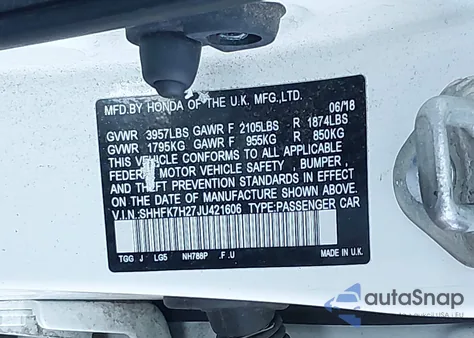 MFD.BY HONDA OF THE U.K. MFG.,LTD. 06/18
GVWR 3957LBS GAWR F 2105LBS R 1874LBS
GVWR 1795KG GAWR F 955KG R 850KG
THIS VEHICLE CONFORMS TO ALL APPLICABLE
FEDERAL MOTOR VEHICLE SAFETY , BUMPER ,
AND THEFT PREVENTION STANDARDS IN EFFECT
ON THE DATE OF MANUFACTURE SHOWN ABOVE.
V.I.N.:SHHFK7H27JU421606 TYPE:PASSENGER CAR
TGG J LG5 NH788P .F .U MADE IN U.K.
autoSnap